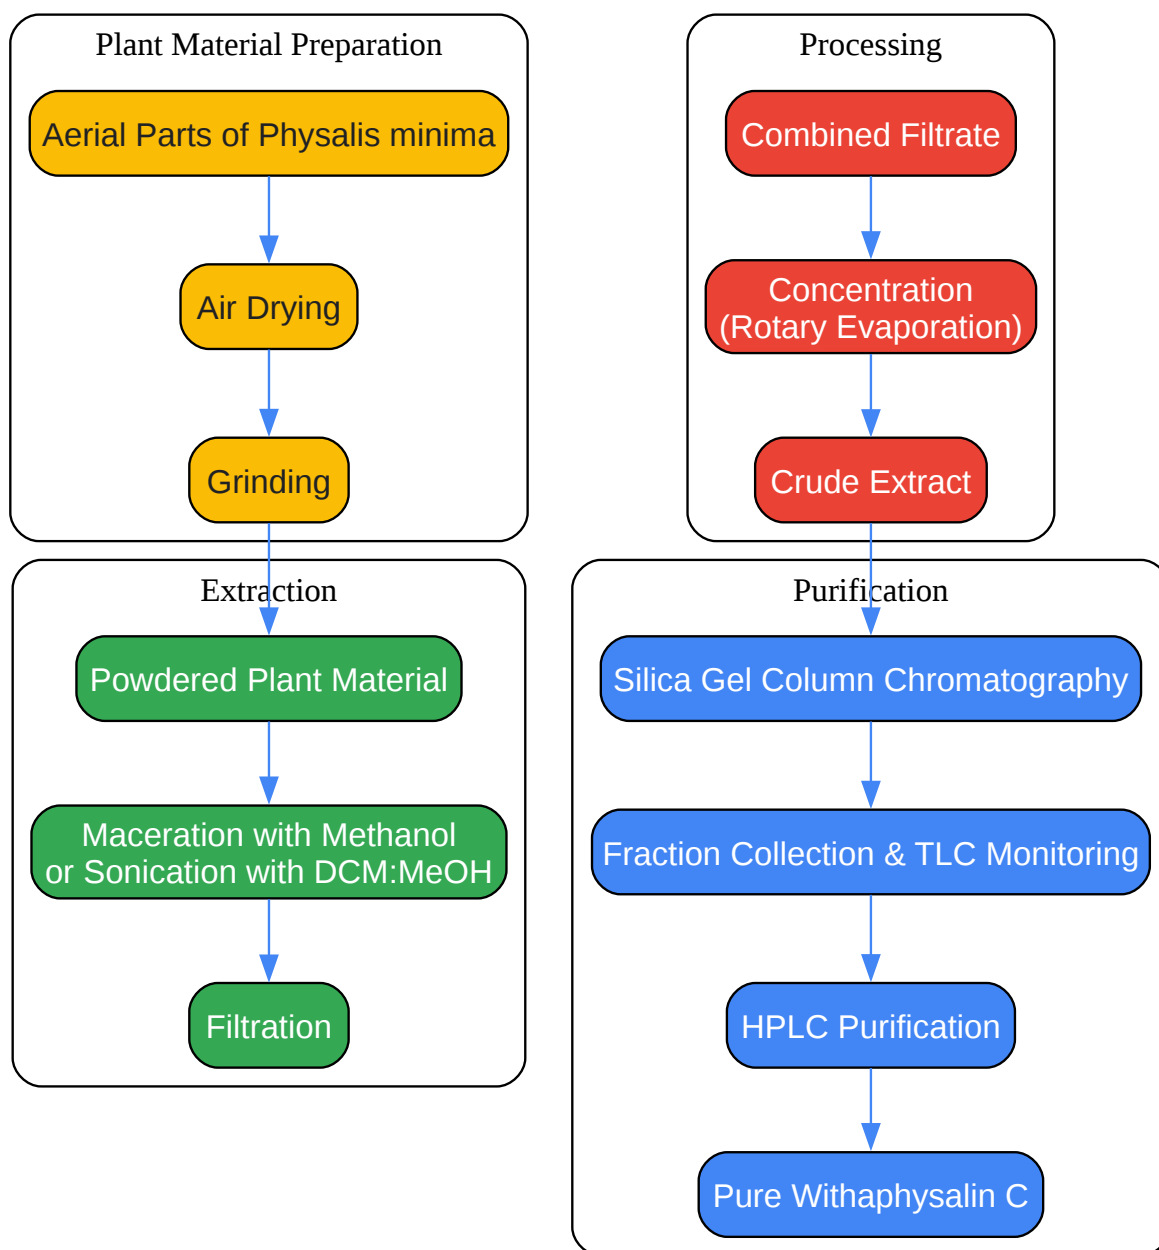 Plant Material Preparation
Aerial Parts of Physalis minima
Air Drying
Grinding
Extraction
Powdered Plant Material
Maceration with Methanol
or Sonication with DCM:MeOH
Filtration
Processing
Combined Filtrate
Concentration
(Rotary Evaporation)
Crude Extract
Purification
Silica Gel Column Chromatography
Fraction Collection & TLC Monitoring
HPLC Purification
Pure Withaphysalin C